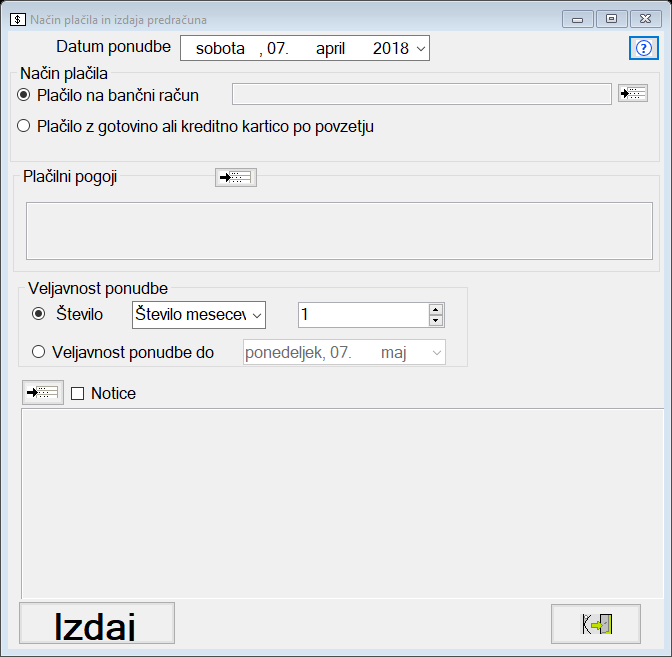 Način plačila in izdaja predračuna
Datum ponudbe sobota , 07. april 2018
Način plačila
Plačilo na bančni račun
Plačilo z gotovino ali kreditno kartico po povzetju
Plačilni pogoji
Veljavnost ponudbe
Število Število mesecev 1
Veljavnost ponudbe do ponedeljek, 07. maj
Notice
Izdaj